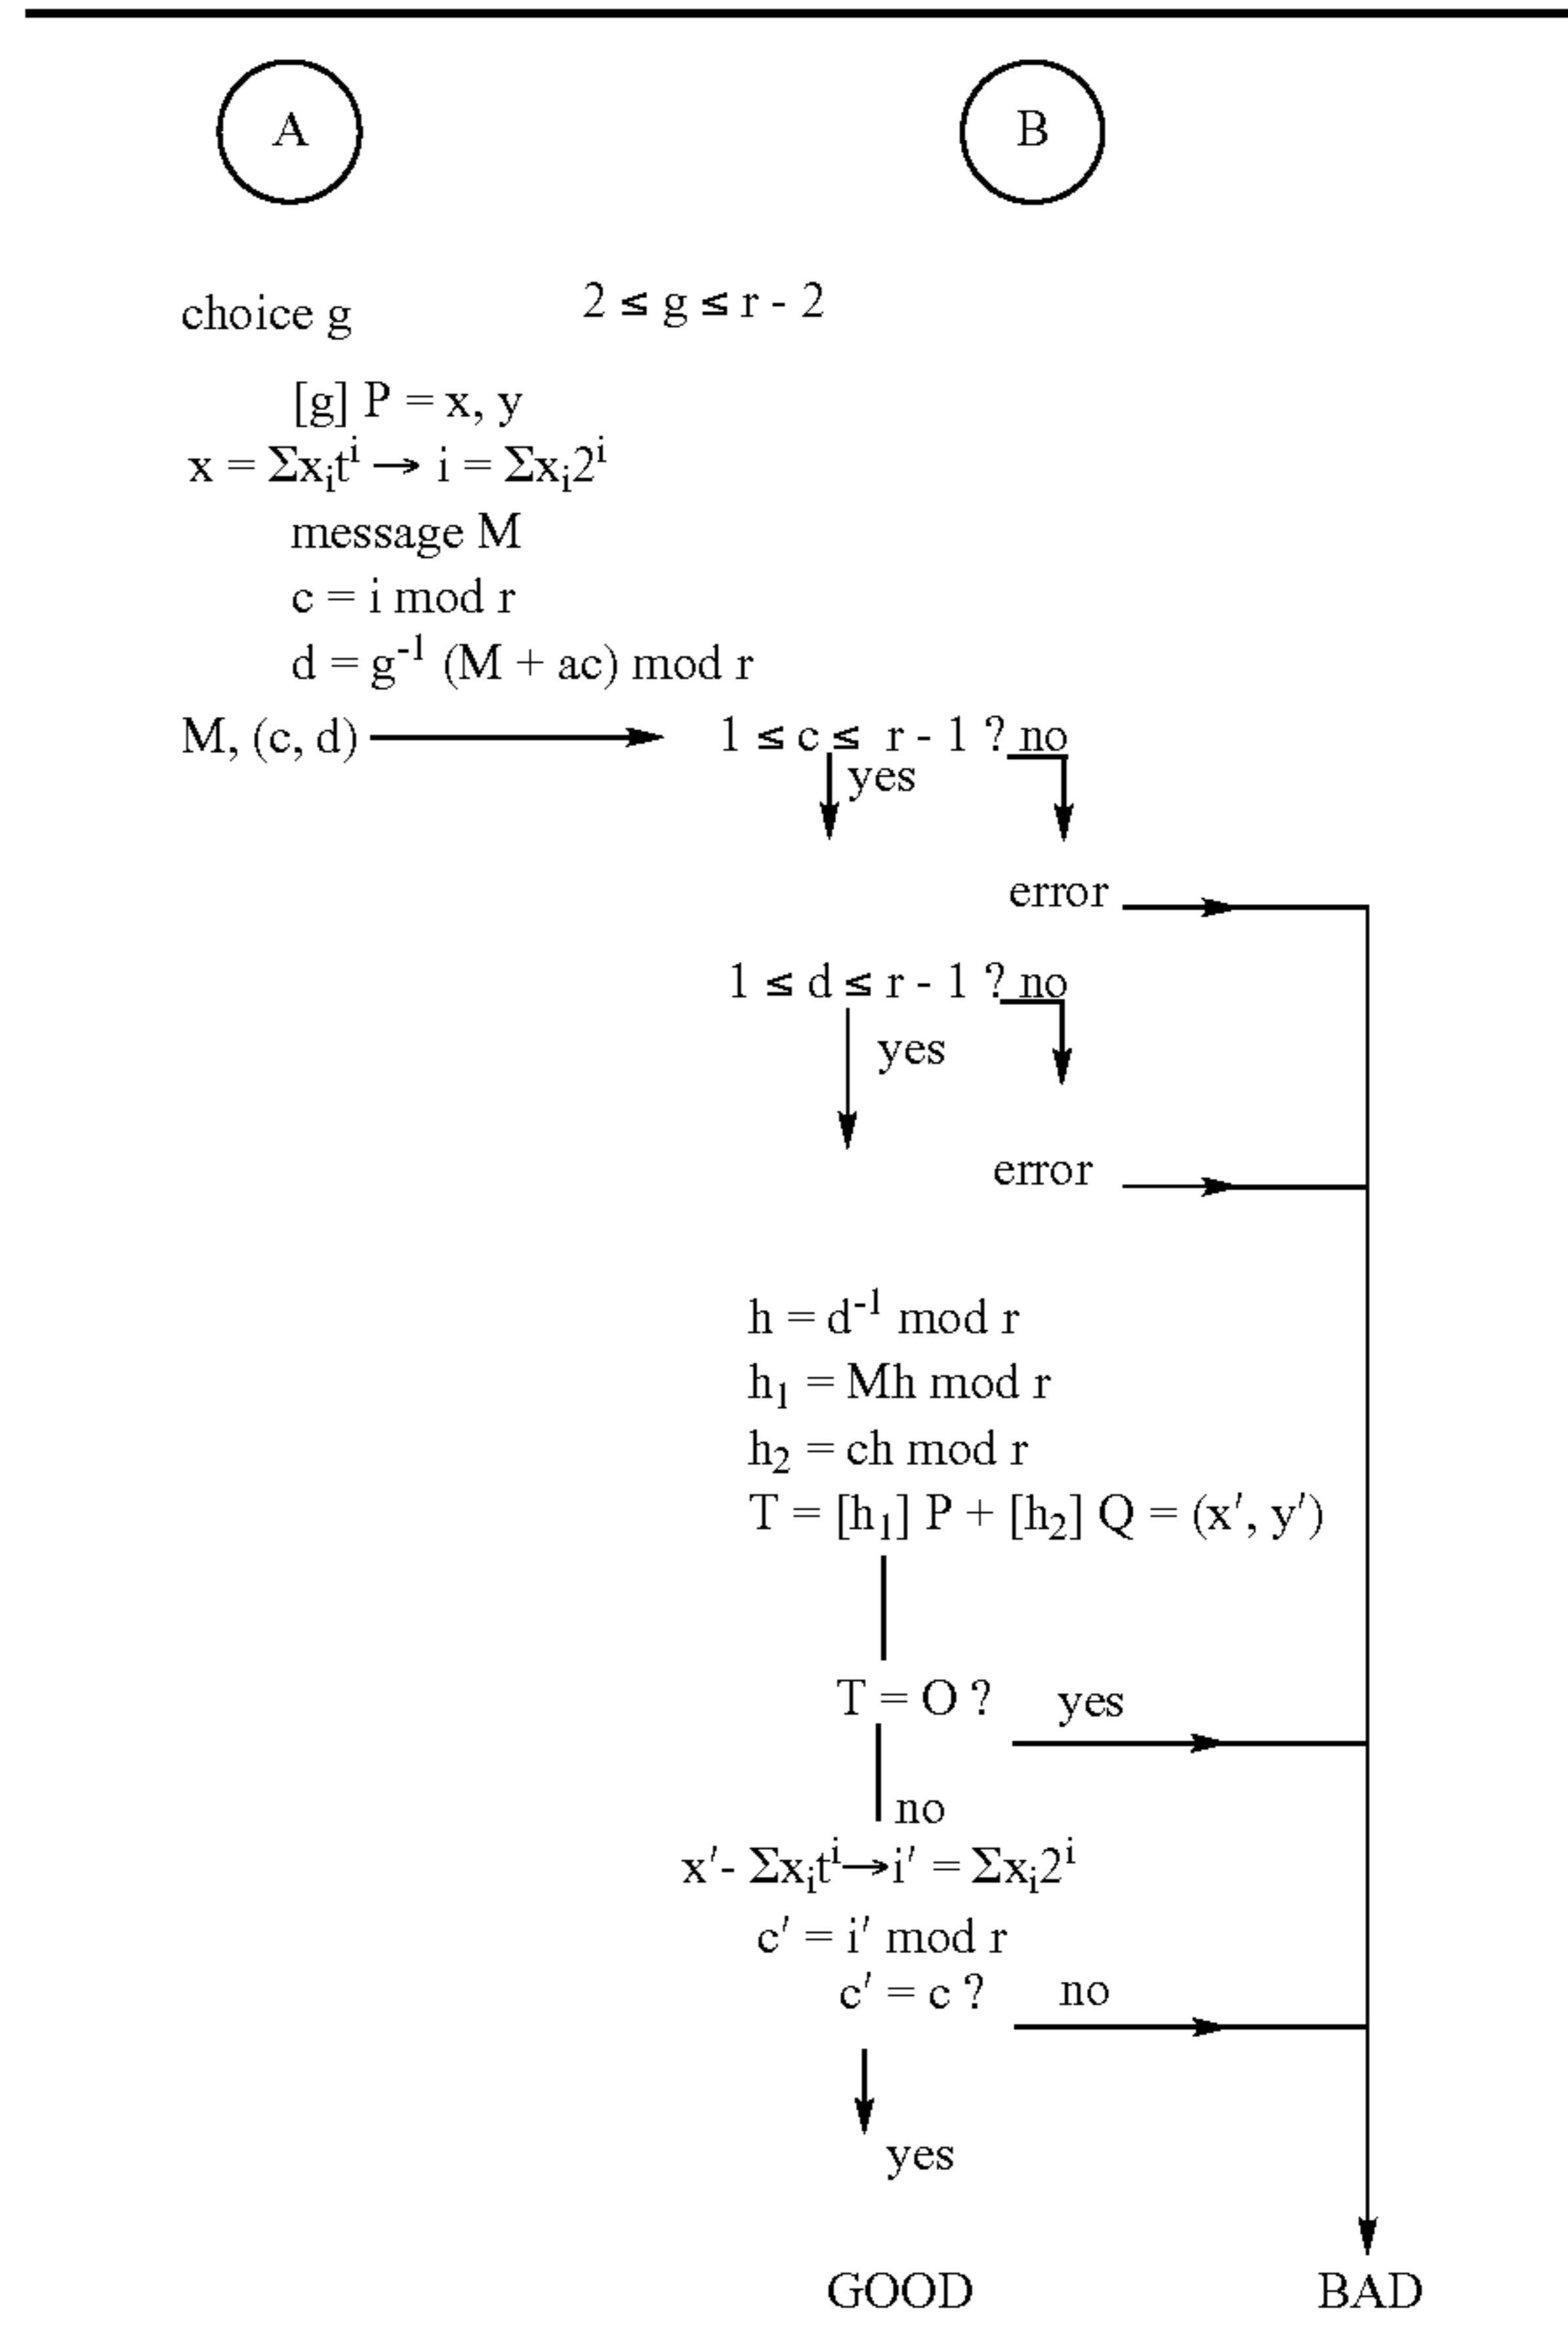 A B
choice g 2 ≤ g ≤ r - 2
[g] P = x, y
x = Σxᵢtⁱ → i = Σxᵢ2ⁱ
message M
c = i mod r
d = g⁻¹ (M + ac) mod r
M, (c, d) 1 ≤ c ≤ r - 1 ? no
yes
error
1 ≤ d ≤ r - 1 ? no
yes
error
h = d⁻¹ mod r
h₁ = Mh mod r
h₂ = ch mod r
T = [h₁] P + [h₂] Q = (x′, y′)
T = O ? yes
no
x′- Σxᵢtⁱ→i′ = Σxᵢ2ⁱ
c′ = i′ mod r
c′ = c ? no
yes
GOOD BAD